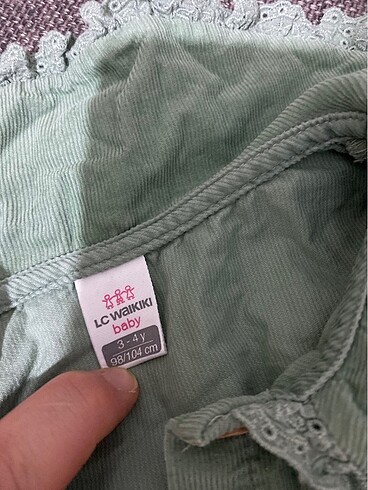 LC WAIKIKI
baby
3 - 4 y
98/104 cm